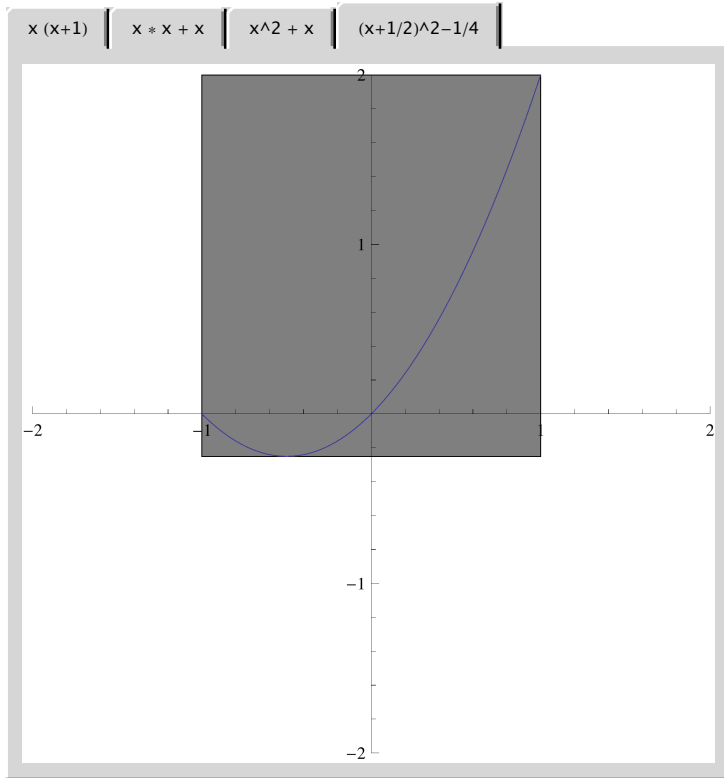 x (x+1) x * x + x x^2 + x (x+1/2)^2−1/4
2
1
−2 −1 1 2
−1
−2